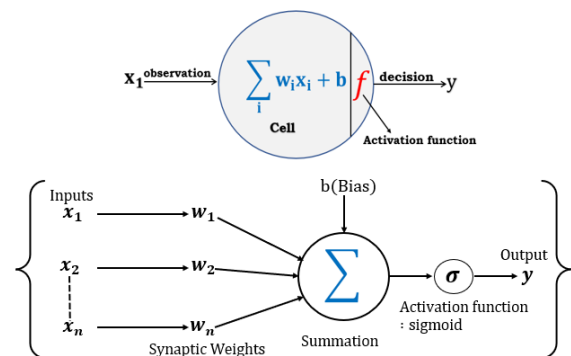 x₁ observation ∑ᵢ wᵢxᵢ + b f decision y
Cell
Activation function
b(Bias)
Inputs
x₁ w₁
Output
x₂ w₂ ∑ σ y
Activation function
: sigmoid
xₙ wₙ
Synaptic Weights Summation